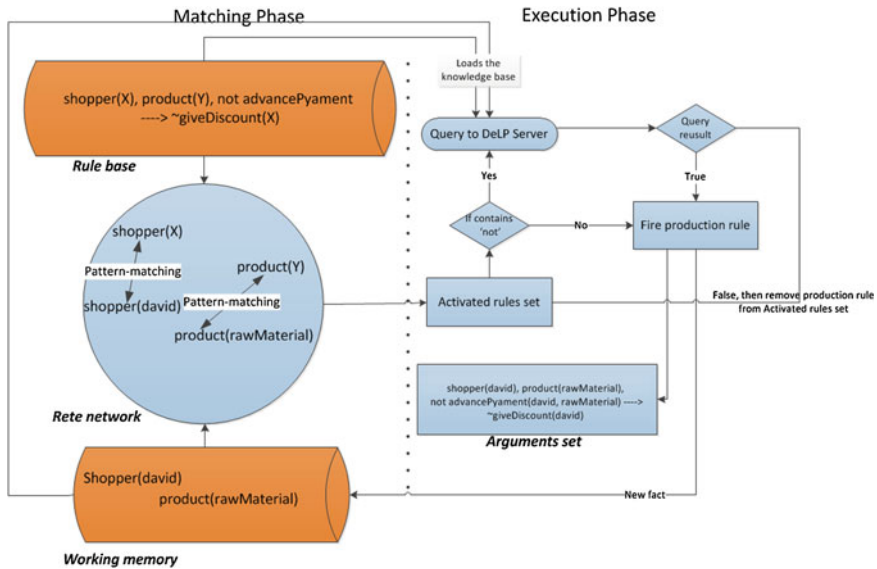 Matching Phase
Execution Phase
shopper(X), product(Y), not advancePyament
----> ~giveDiscount(X)
Rule base
Loads the
knowledge base
Query to DeLP Server
Query
reusult
Yes
True
If contains
'not'
No
Fire production rule
shopper(X)
Pattern-matching
product(Y)
shopper(david)
Pattern-matching
product(rawMaterial)
Rete network
Activated rules set
False, then remove production rule
from Activated rules set
shopper(david), product(rawMaterial),
not advancePyament(david, rawMaterial) ---->
~giveDiscount(david)
Arguments set
Shopper(david)
product(rawMaterial)
New fact
Working memory